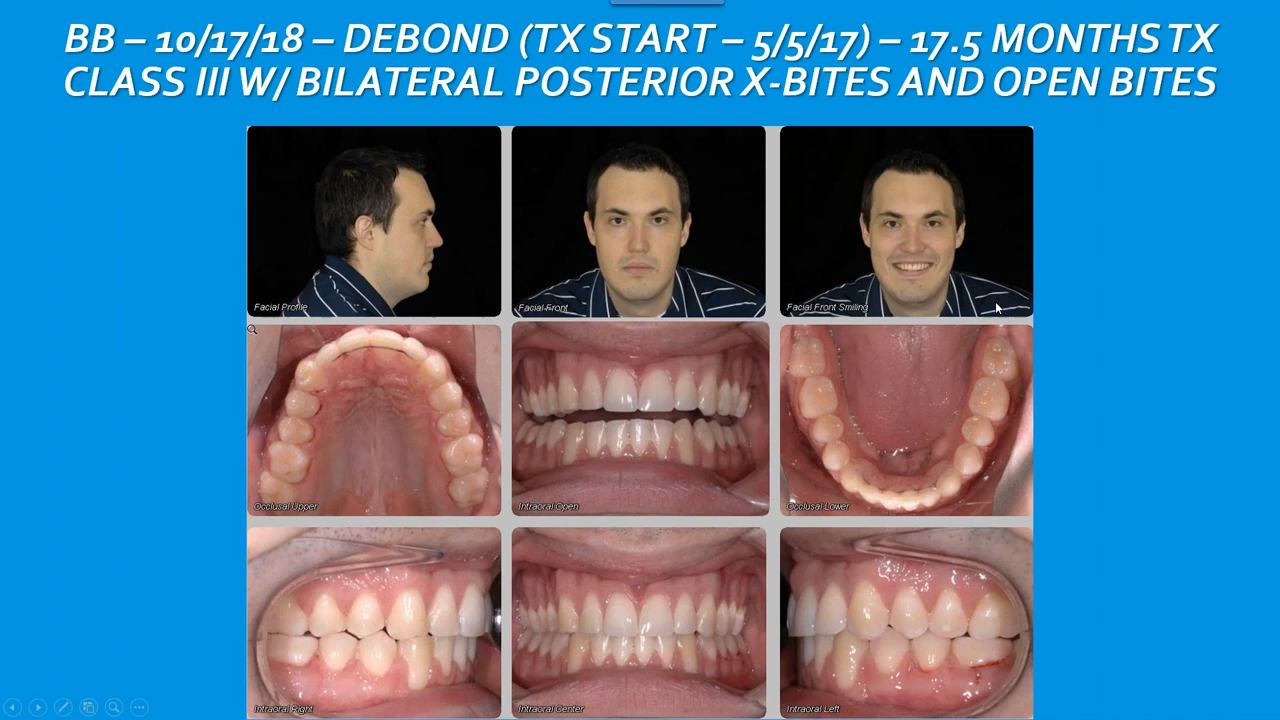 BB – 10/17/18 – DEBOND (TX START – 5/5/17) – 17.5 MONTHS TX
CLASS III W/ BILATERAL POSTERIOR X-BITES AND OPEN BITES
Facial Profile
Facial Front
Facial Front Smiling
Occlusal Upper
Intraoral Open
Occlusal Lower
Intraoral Right
Intraoral Center
Intraoral Left